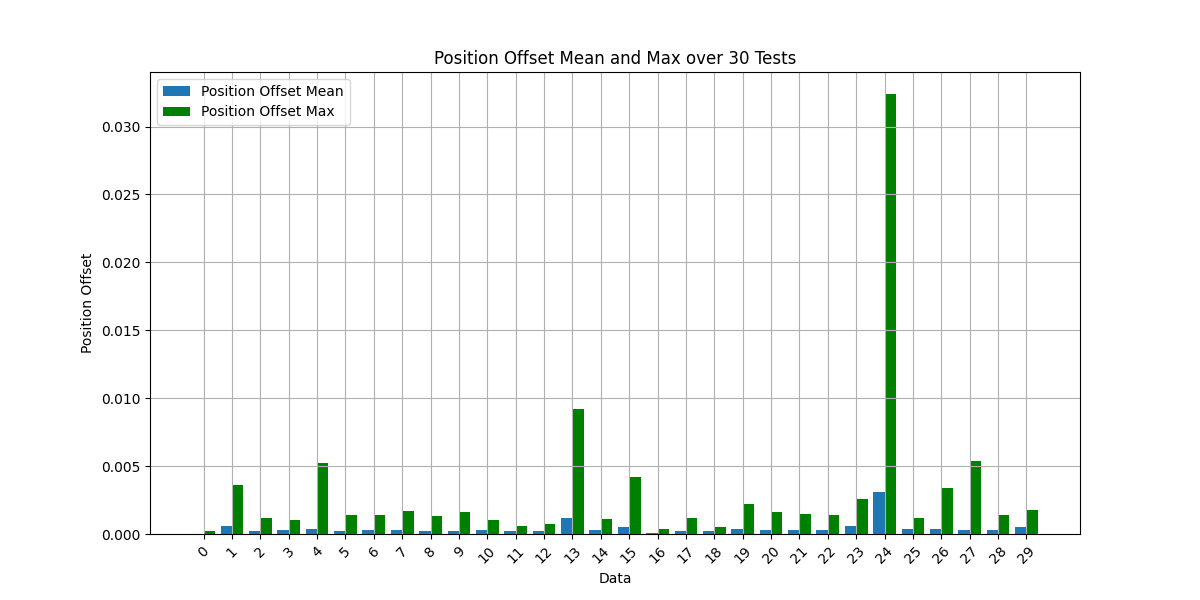 Position Offset Mean and Max over 30 Tests
Position Offset Mean
Position Offset Max
Position Offset
0.030
0.025
0.020
0.015
0.010
0.005
0.000
0 1 2 3 4 5 6 7 8 9 10 11 12 13 14 15 16 17 18 19 20 21 22 23 24 25 26 27 28 29
Data